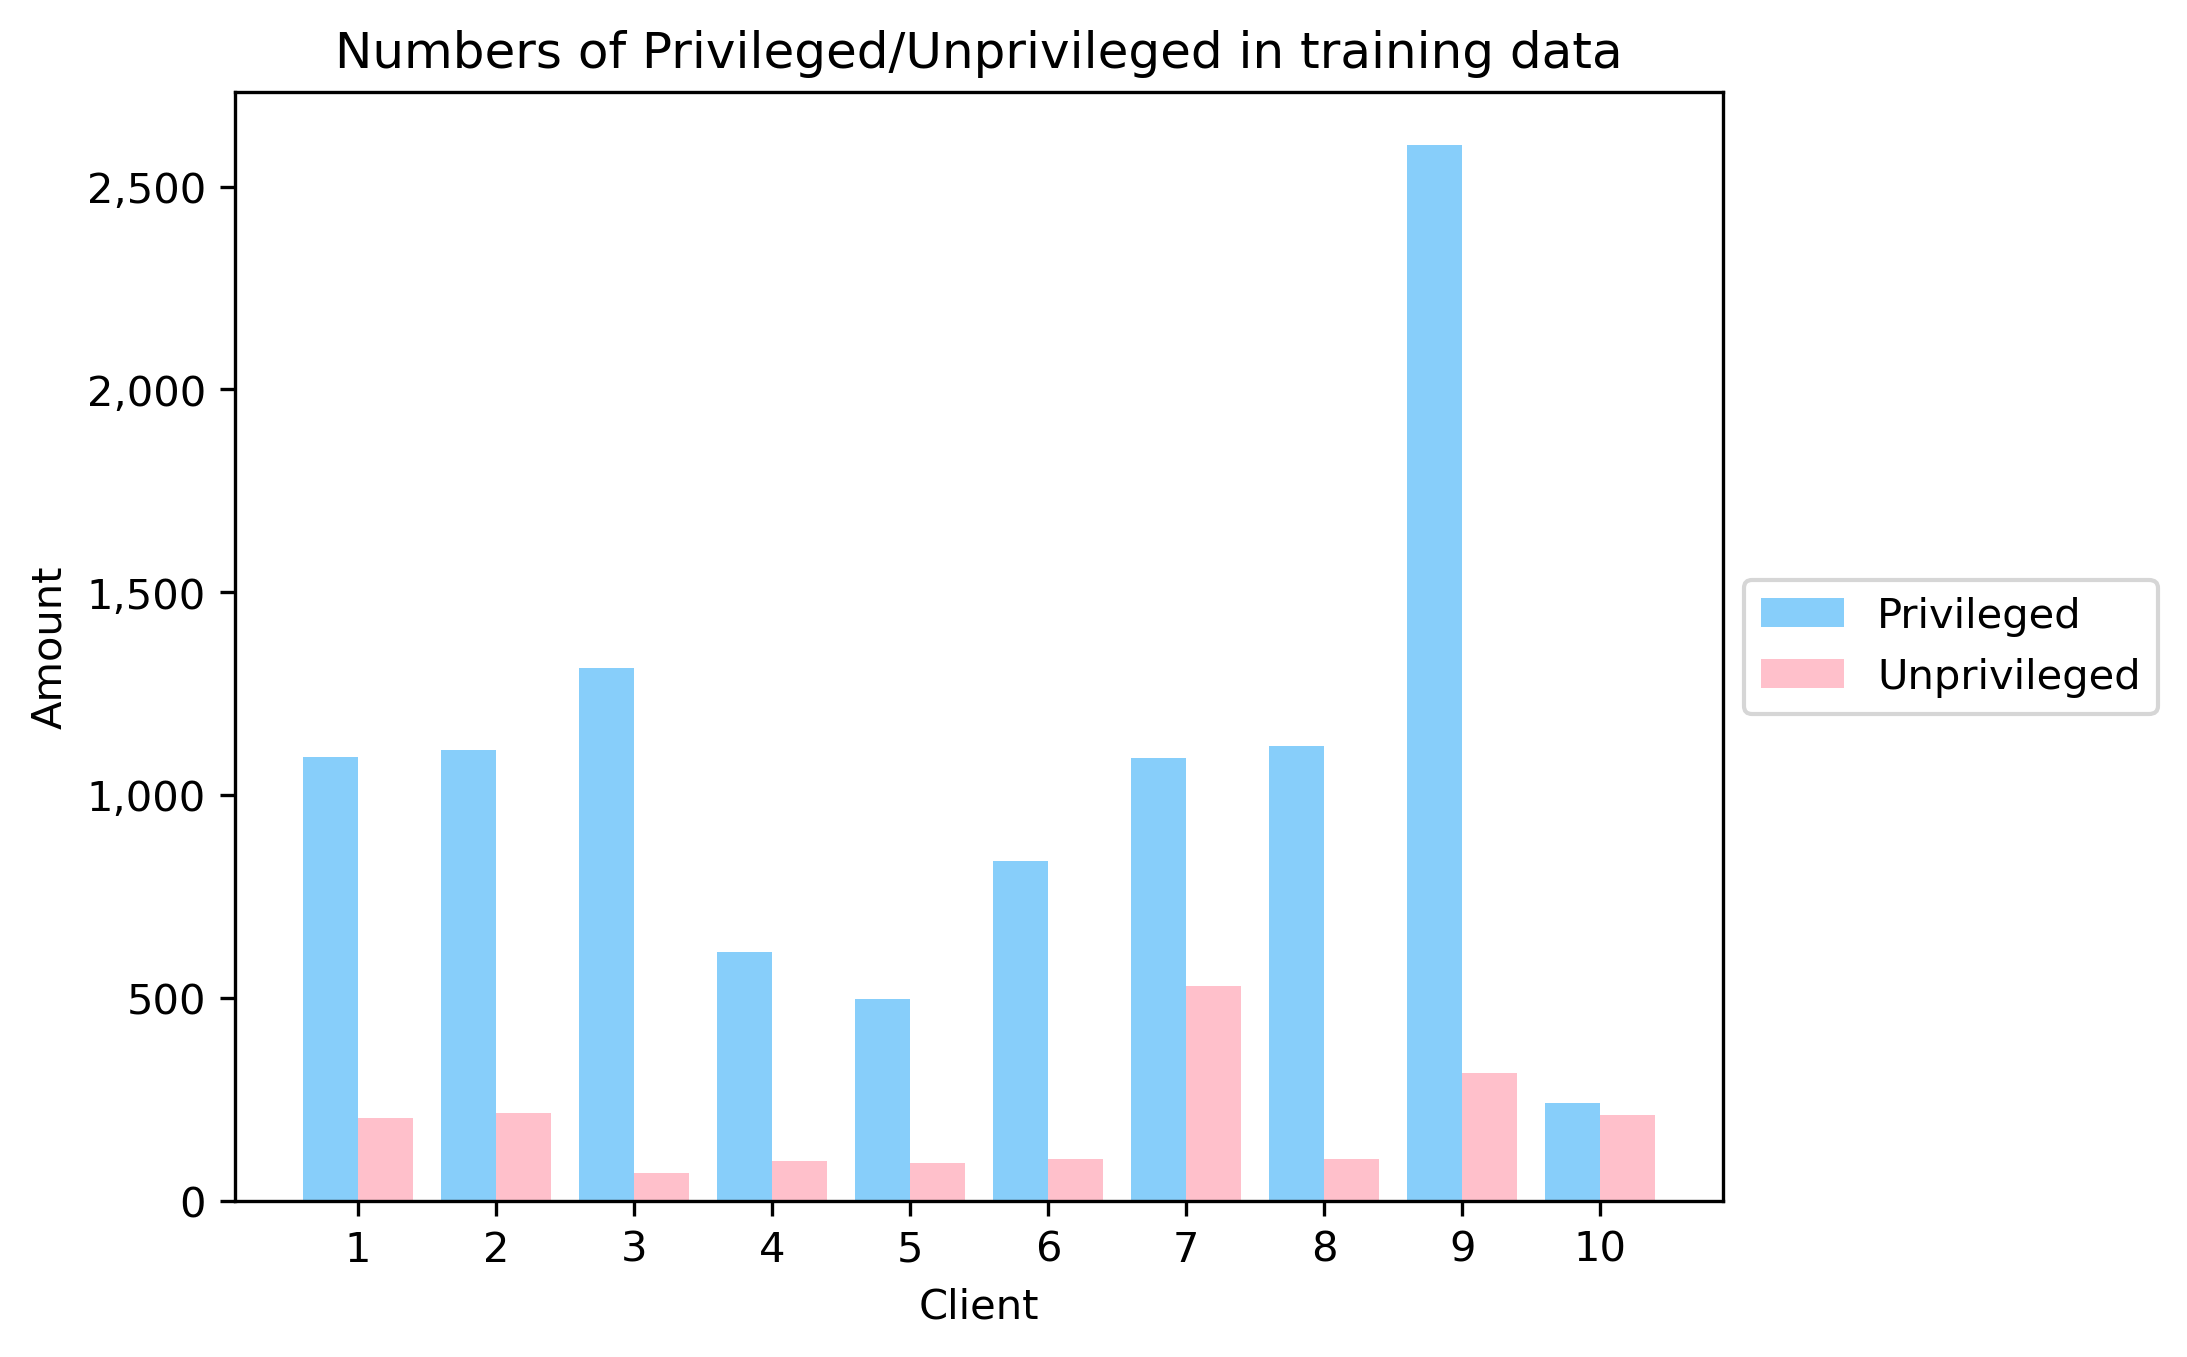 Numbers of Privileged/Unprivileged in training data
2,500
2,000
1,500
1,000
500
0
Amount
1 2 3 4 5 6 7 8 9 10
Client
Privileged
Unprivileged